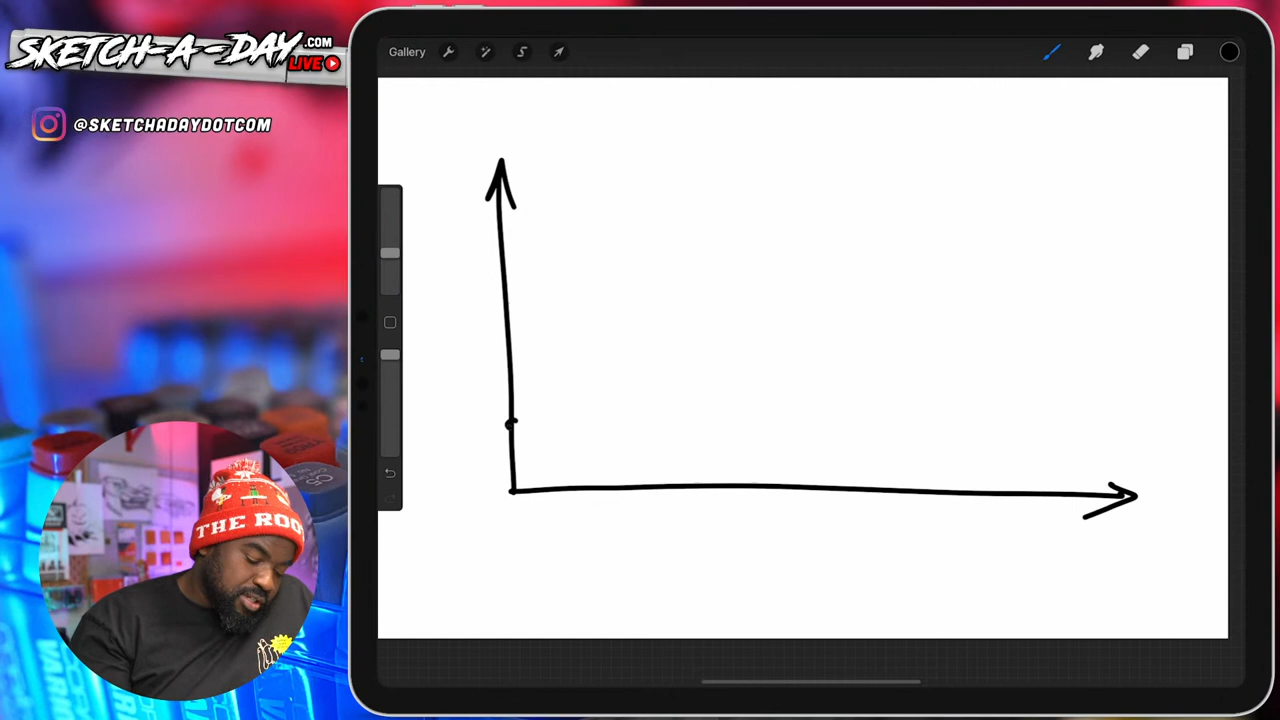 SKETCH-A-DAY.COM
LIVE
@SKETCHADAYDOTCOM
Gallery
THE ROO